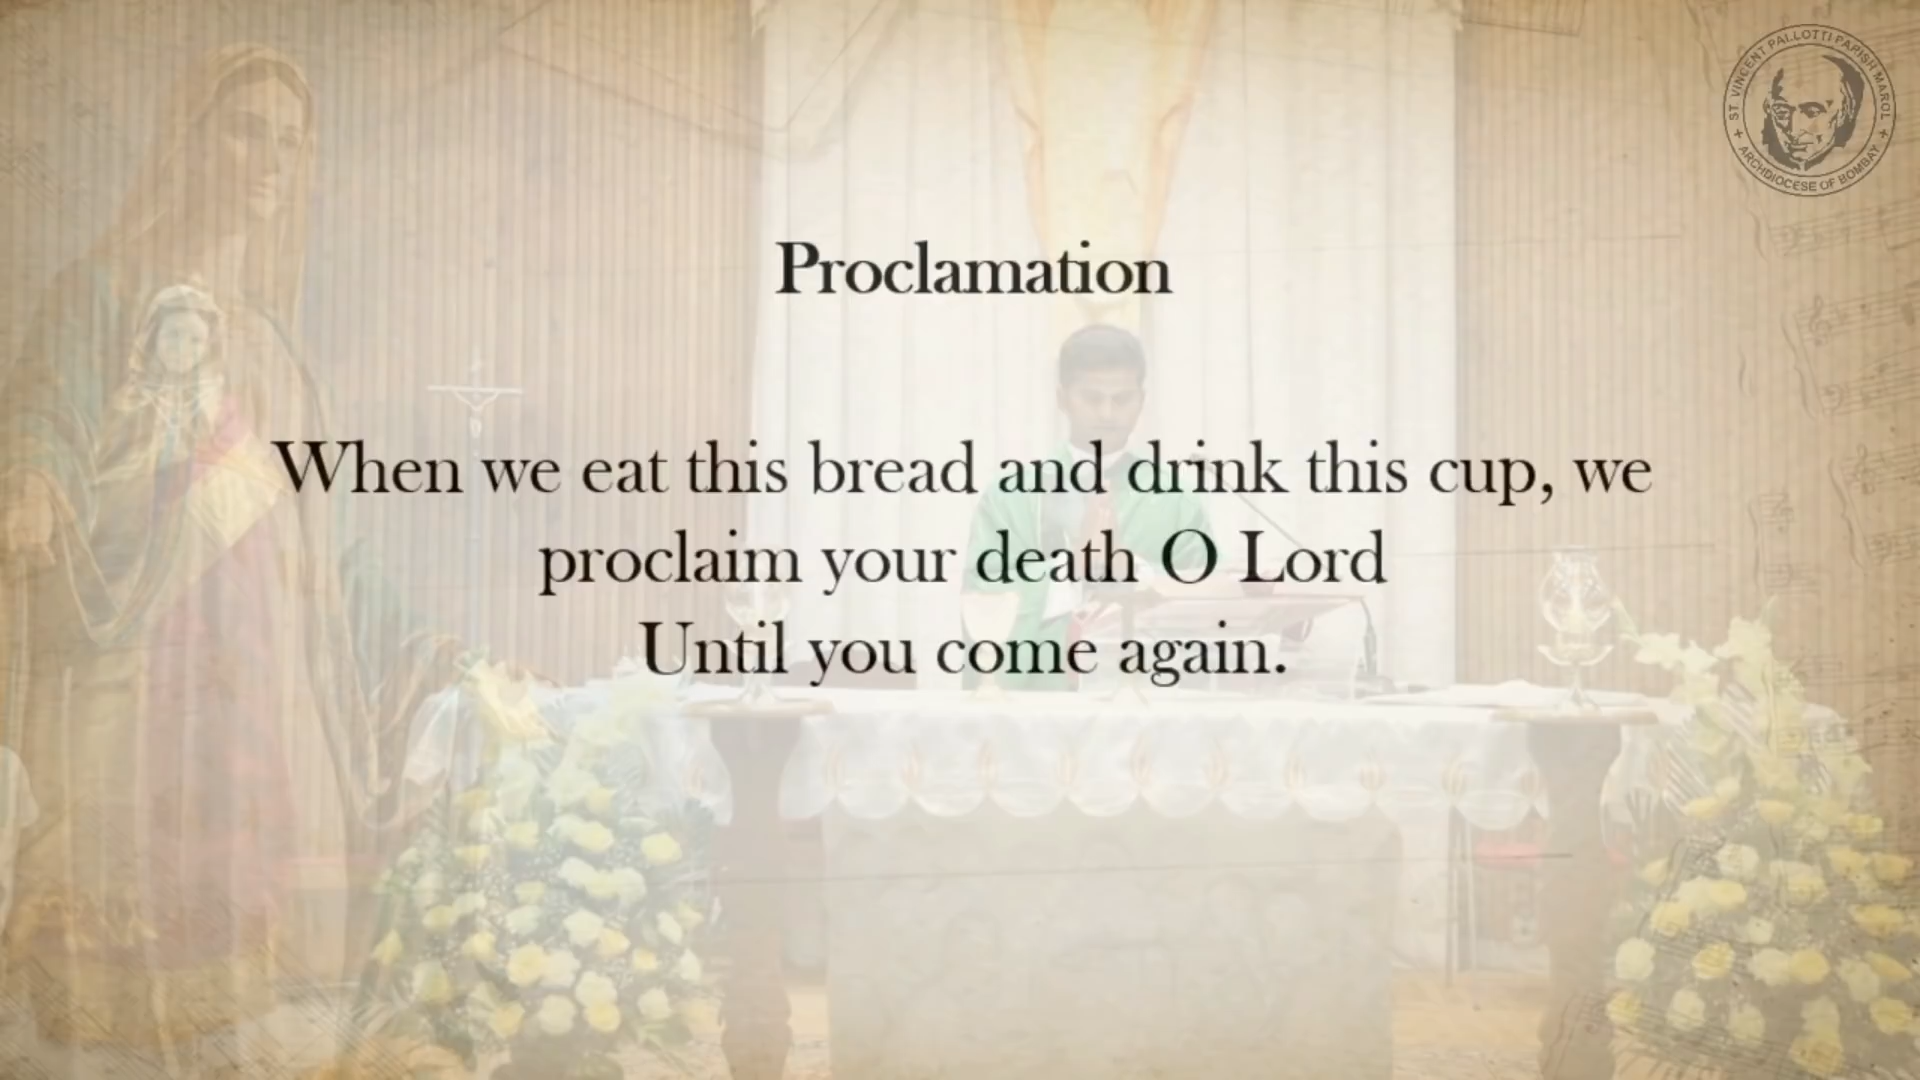 ST VINCENT PALLOTTI PARISH MAROL
ARCHDIOCESE OF BOMBAY
Proclamation
When we eat this bread and drink this cup, we
proclaim your death O Lord
Until you come again.